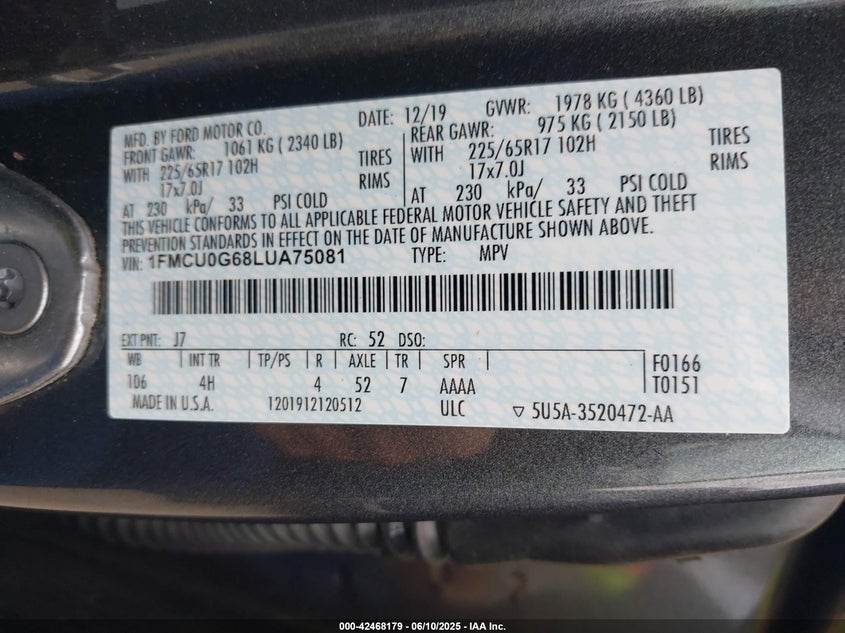 MFD. BY FORD MOTOR CO. DATE: 12/19 GVWR: 1978 KG ( 4360 LB)
FRONT GAWR: 1061 KG ( 2340 LB) REAR GAWR: 975 KG ( 2150 LB)
WITH 225/65R17 102H TIRES WITH 225/65R17 102H TIRES
17x7.0J RIMS 17x7.0J RIMS
AT 230 kPa/ 33 PSI COLD AT 230 kPa/ 33 PSI COLD
THIS VEHICLE CONFORMS TO ALL APPLICABLE FEDERAL MOTOR VEHICLE SAFETY AND THEFT
PREVENTION STANDARDS IN EFFECT ON THE DATE OF MANUFACTURE SHOWN ABOVE.
VIN: 1FMCU0G68LUA75081 TYPE: MPV
EXT PNT: J7 RC: 52 DSO:
WB INT TR TP/PS R AXLE TR SPR F0166
106 4H 4 52 7 AAAA T0151
MADE IN U.S.A. 1201912120512 ULC ▽ 5U5A-3520472-AA
000-42468179 - 06/10/2025 - IAA Inc.